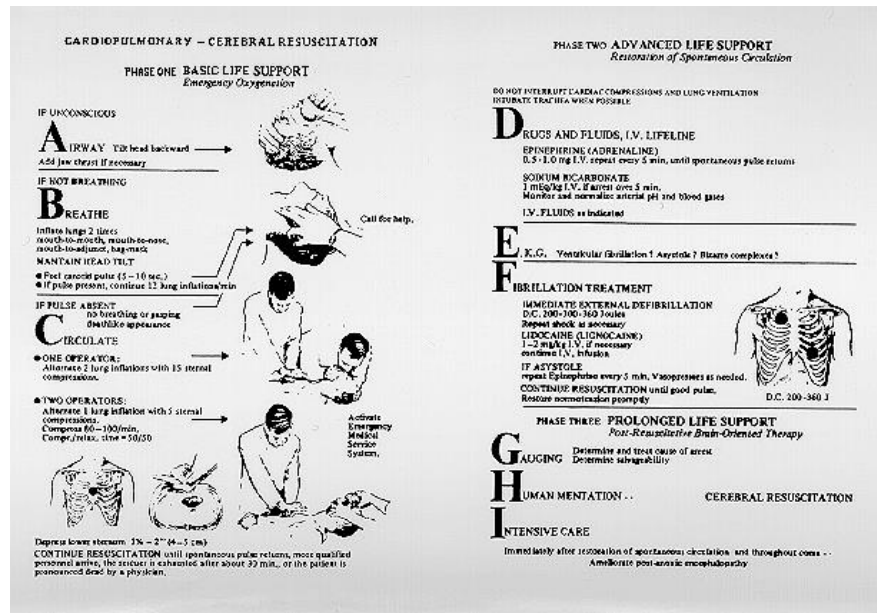 CARDIOPULMONARY – CEREBRAL RESUSCITATION
PHASE ONE BASIC LIFE SUPPORT
Emergency Oxygenation
IF UNCONSCIOUS
AIRWAY Tilt head backward
Add jaw thrust if necessary
IF NOT BREATHING
BREATHE
Inflate lungs 2 times
mouth-to-mouth, mouth-to-nose,
mouth-to-adjunct, bag-mask
MANTAIN HEAD TILT
● Feel carotid pulse (5 – 10 sec.)
● If pulse present, continue 12 lung inflations/min
Call for help.
IF PULSE ABSENT
no breathing or gasping
deathlike appearance
CIRCULATE
● ONE OPERATOR:
Alternate 2 lung inflations with 15 sternal
compressions.
● TWO OPERATORS:
Alternate 1 lung inflation with 5 sternal
compressions.
Compress 80–100/min.
Compr./relax. time = 50/50
Activate
Emergency
Medical
Service
System.
Depress lower sternum 1½ – 2" (4–5 cm)
CONTINUE RESUSCITATION until spontaneous pulse returns, more qualified
personnel arrive, the rescuer is exhausted after about 30 min., or the patient is
pronounced dead by a physician.
PHASE TWO ADVANCED LIFE SUPPORT
Restoration of Spontaneous Circulation
DO NOT INTERRUPT CARDIAC COMPRESSIONS AND LUNG VENTILATION
INTUBATE TRACHEA WHEN POSSIBLE
DRUGS AND FLUIDS, I.V. LIFELINE
EPINEPHRINE (ADRENALINE)
0.5 - 1.0 mg I.V. repeat every 5 min. until spontaneous pulse returns
SODIUM BICARBONATE
1 mEq/kg I.V. if arrest over 5 min.
Monitor and normalize arterial pH and blood gases
I.V. FLUIDS as indicated
E. K.G. Ventricular fibrillation ? Asystole ? Bizarre complexes ?
FIBRILLATION TREATMENT
IMMEDIATE EXTERNAL DEFIBRILLATION
D.C. 200-300-360 Joules
Repeat shock as necessary
LIDOCAINE (LIGNOCAINE)
1–2 mg/kg I.V. if necessary
continue I.V. infusion
IF ASYSTOLE
repeat Epinephrine every 5 min. Vasopressors as needed.
CONTINUE RESUSCITATION until good pulse.
Restore normotension promptly
D.C. 200-360 J
PHASE THREE PROLONGED LIFE SUPPORT
Post-Resuscitative Brain-Oriented Therapy
GAUGING Determine and treat cause of arrest
Determine salvageability
HUMAN MENTATION - - CEREBRAL RESUSCITATION
INTENSIVE CARE
Immediately after restoration of spontaneous circulation and throughout coma - -
Ameliorate post-anoxic encephalopathy